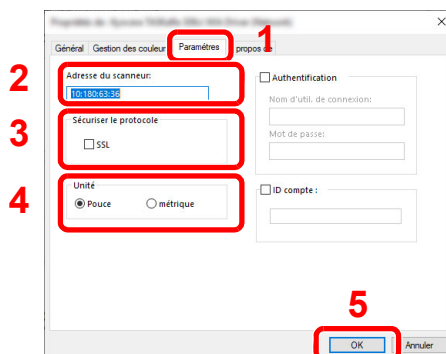 1
Général Gestion des couleur Paramètres propos de
2
Adresse du scanneur:
10:180:63:36
Authentification
Nom d'util. de connexion:
Mot de passe:
3
Sécuriser le protocole
SSL
4
Unité
Pouce métrique
ID compte :
5
OK Annuler